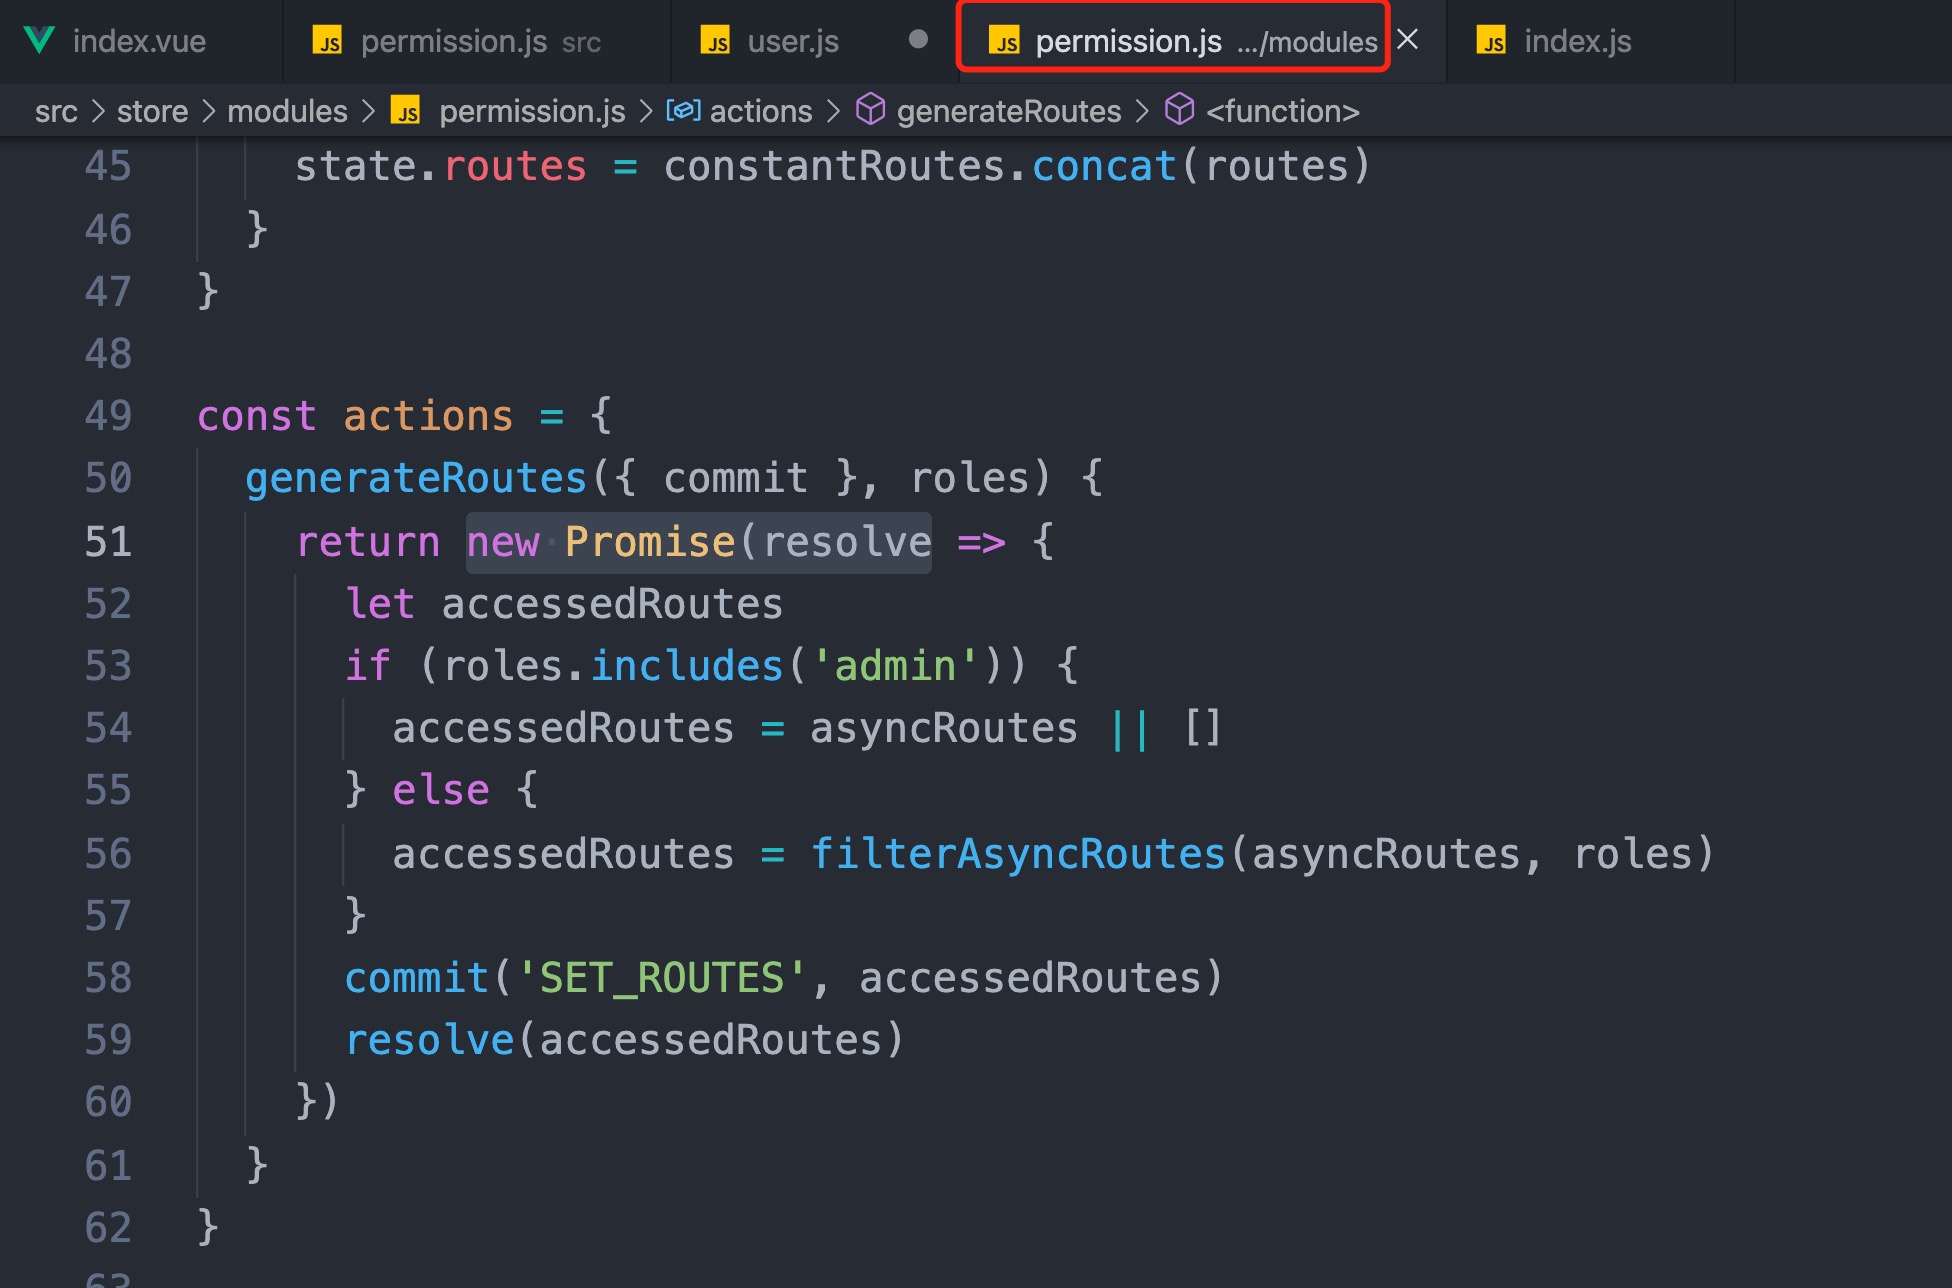 index.vue JS permission.js src JS user.js JS permission.js .../modules JS index.js
src > store > modules > JS permission.js > actions > generateRoutes > <function>
45 state.routes = constantRoutes.concat(routes)
46 }
47 }
48
49 const actions = {
50 generateRoutes({ commit }, roles) {
51 return new Promise(resolve => {
52 let accessedRoutes
53 if (roles.includes('admin')) {
54 accessedRoutes = asyncRoutes || []
55 } else {
56 accessedRoutes = filterAsyncRoutes(asyncRoutes, roles)
57 }
58 commit('SET_ROUTES', accessedRoutes)
59 resolve(accessedRoutes)
60 })
61 }
62 }
63